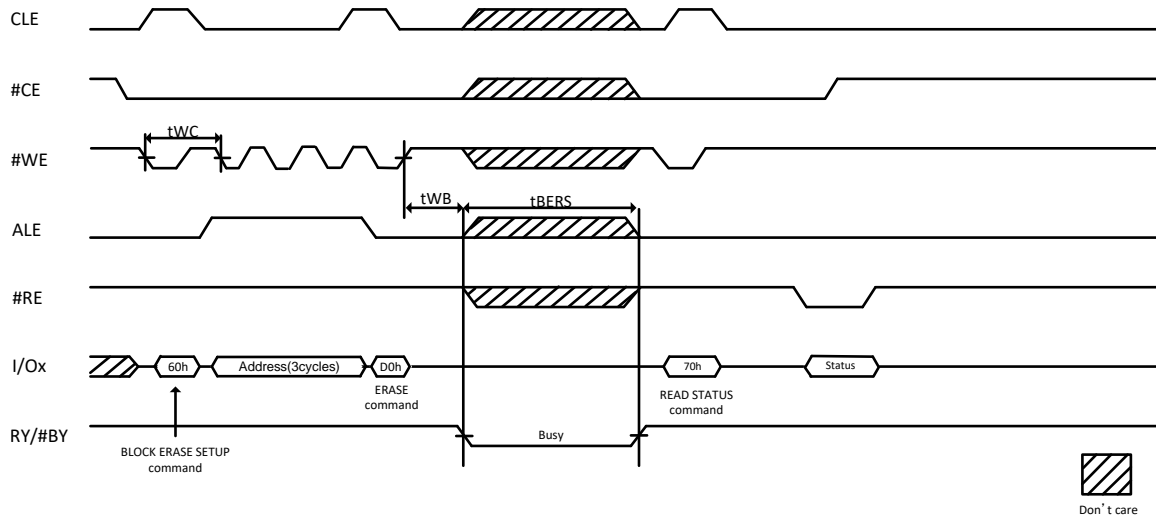 CLE
#CE
tWC
#WE
tWB
tBERS
ALE
#RE
I/Ox
60h
Address(3cycles)
D0h
70h
Status
ERASE
command
READ STATUS
command
RY/#BY
Busy
BLOCK ERASE SETUP
command
Don’t care